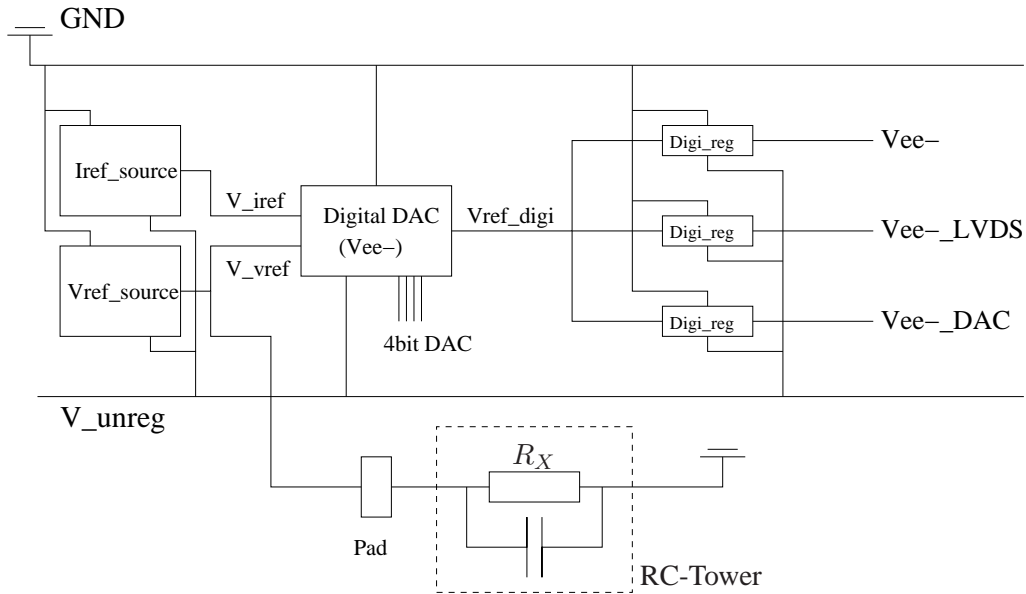 GND
Iref_source
V_iref
Digital DAC
(Vee−)
Vref_digi
Digi_reg
Vee−
Digi_reg
Vee−_LVDS
V_vref
Vref_source
4bit DAC
Digi_reg
Vee−_DAC
V_unreg
R_X
Pad
RC-Tower